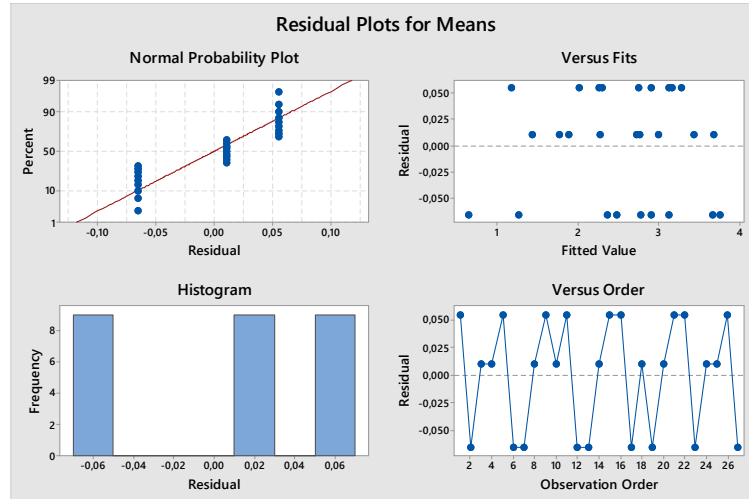 Residual Plots for Means
Normal Probability Plot
99
90
50
10
1
Percent
-0,10 -0,05 0,00 0,05 0,10
Residual
Versus Fits
0,050
0,025
0,000
-0,025
-0,050
Residual
1 2 3 4
Fitted Value
Histogram
8
6
4
2
0
Frequency
-0,06 -0,04 -0,02 0,00 0,02 0,04 0,06
Residual
Versus Order
0,050
0,025
0,000
-0,025
-0,050
Residual
2 4 6 8 10 12 14 16 18 20 22 24 26
Observation Order